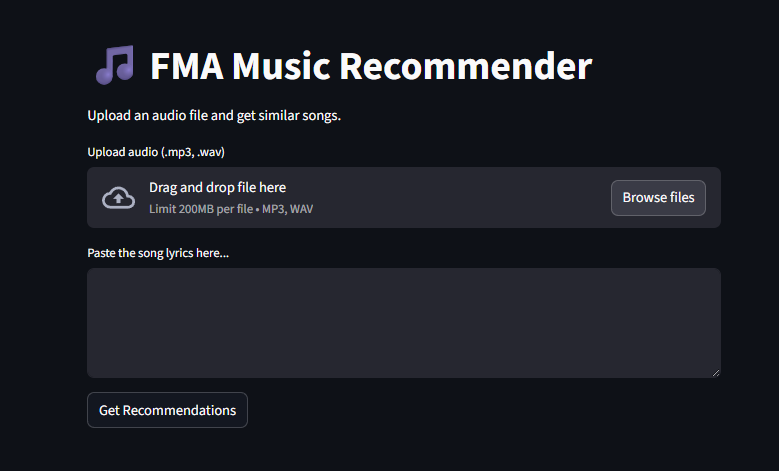 FMA Music Recommender
Upload an audio file and get similar songs.
Upload audio (.mp3, .wav)
Drag and drop file here
Limit 200MB per file • MP3, WAV
Browse files
Paste the song lyrics here...
Get Recommendations